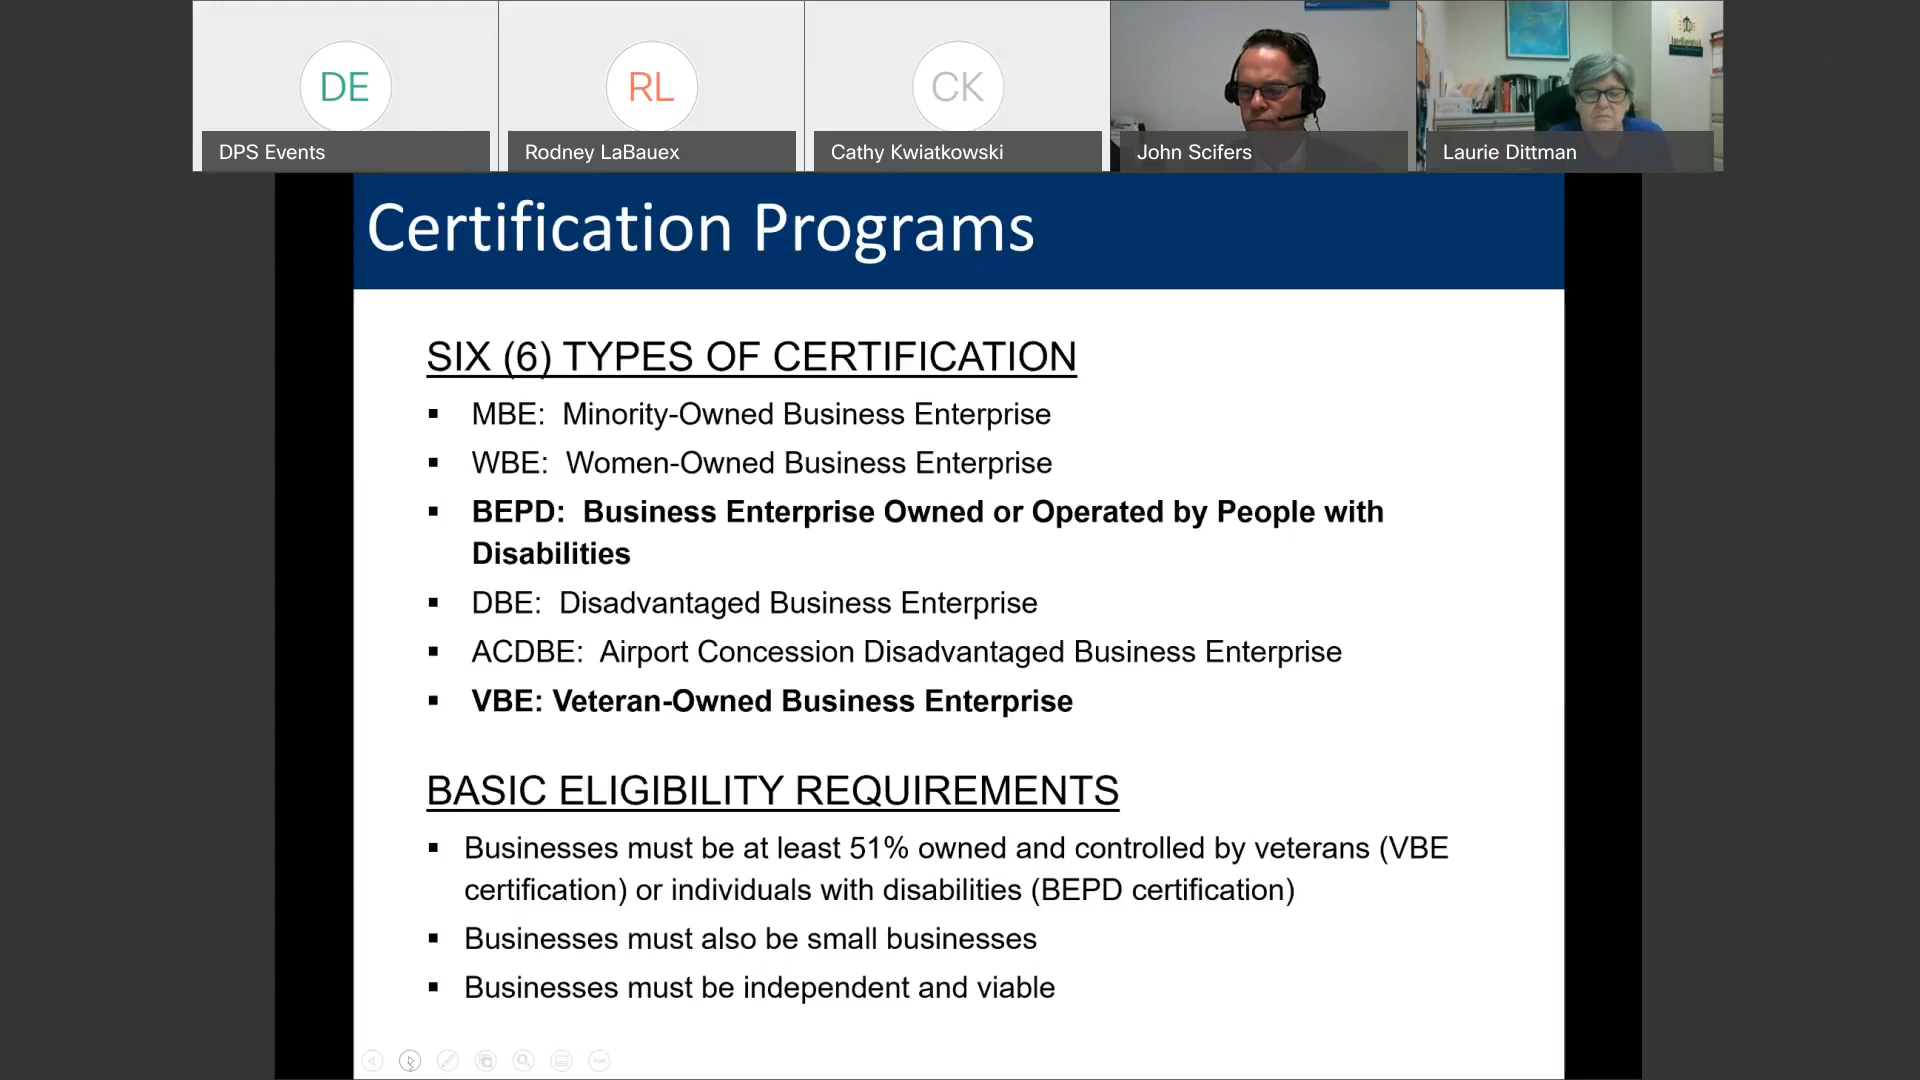 DE
RL
CK
DPS Events
Rodney LaBauex
Cathy Kwiatkowski
John Scifers
Laurie Dittman
Certification Programs
SIX (6) TYPES OF CERTIFICATION
▪ MBE: Minority-Owned Business Enterprise
▪ WBE: Women-Owned Business Enterprise
▪ BEPD: Business Enterprise Owned or Operated by People with
Disabilities
▪ DBE: Disadvantaged Business Enterprise
▪ ACDBE: Airport Concession Disadvantaged Business Enterprise
▪ VBE: Veteran-Owned Business Enterprise
BASIC ELIGIBILITY REQUIREMENTS
▪ Businesses must be at least 51% owned and controlled by veterans (VBE
certification) or individuals with disabilities (BEPD certification)
▪ Businesses must also be small businesses
▪ Businesses must be independent and viable